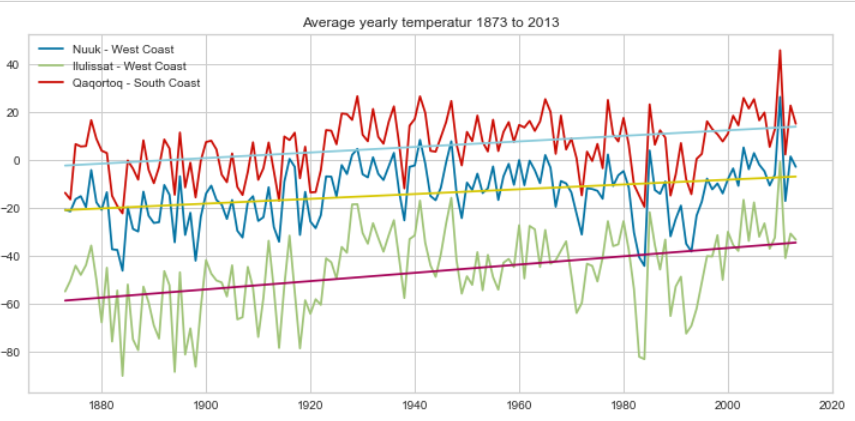 Average yearly temperatur 1873 to 2013
Nuuk - West Coast
Ilulissat - West Coast
Qaqortoq - South Coast
40
20
0
−20
−40
−60
−80
1880 1900 1920 1940 1960 1980 2000 2020